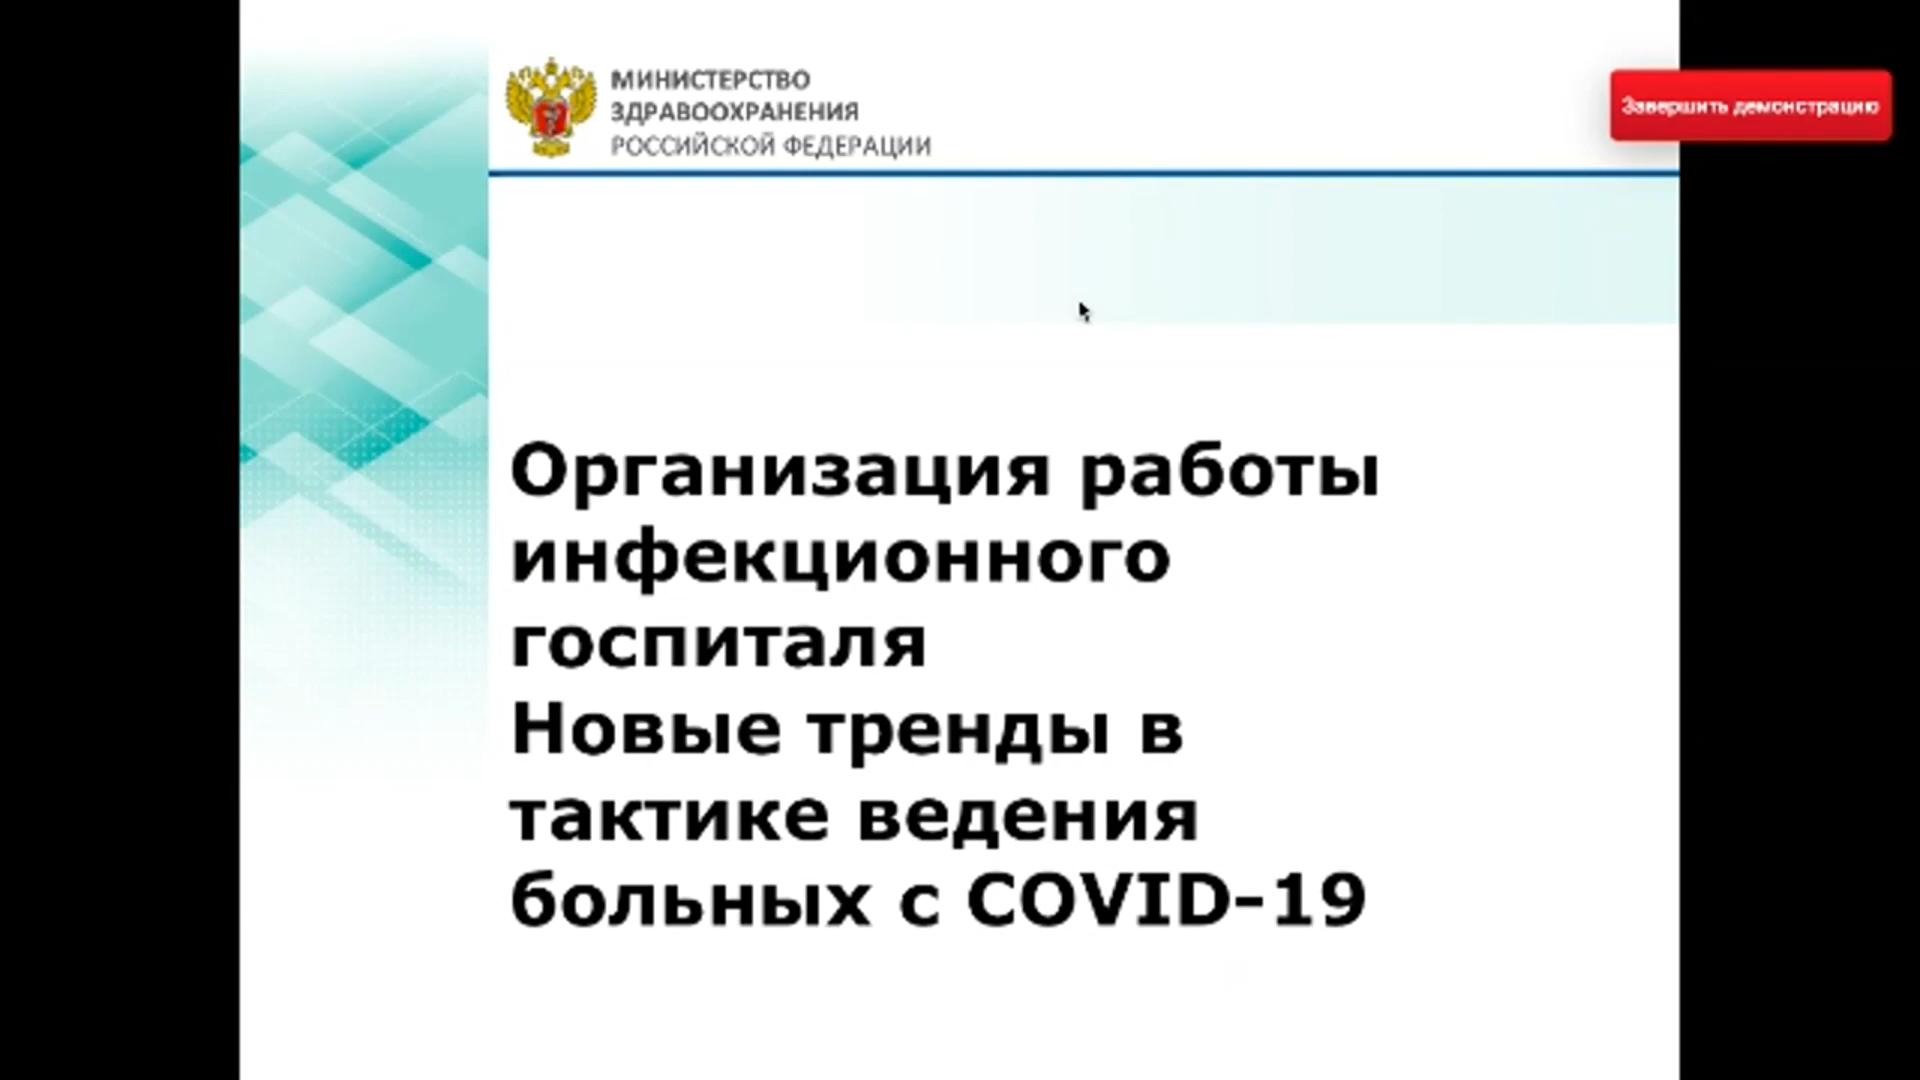 МИНИСТЕРСТВО
ЗДРАВООХРАНЕНИЯ
РОССИЙСКОЙ ФЕДЕРАЦИИ
Завершить демонстрацию
Организация работы
инфекционного
госпиталя
Новые тренды в
тактике ведения
больных с COVID-19